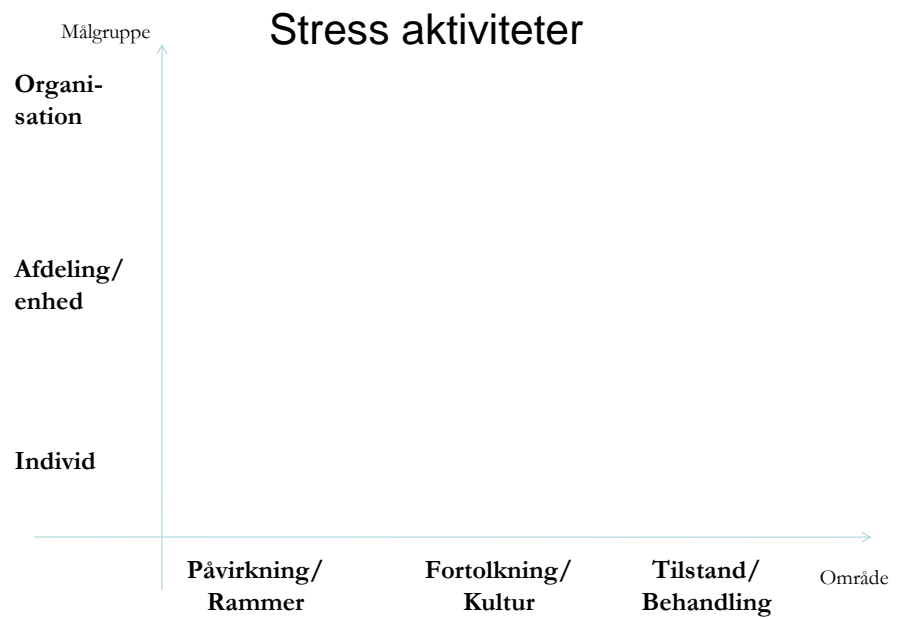 Målgruppe
Stress aktiviteter
Organi-
sation
Afdeling/
enhed
Individ
Påvirkning/
Rammer
Fortolkning/
Kultur
Tilstand/
Behandling
Område